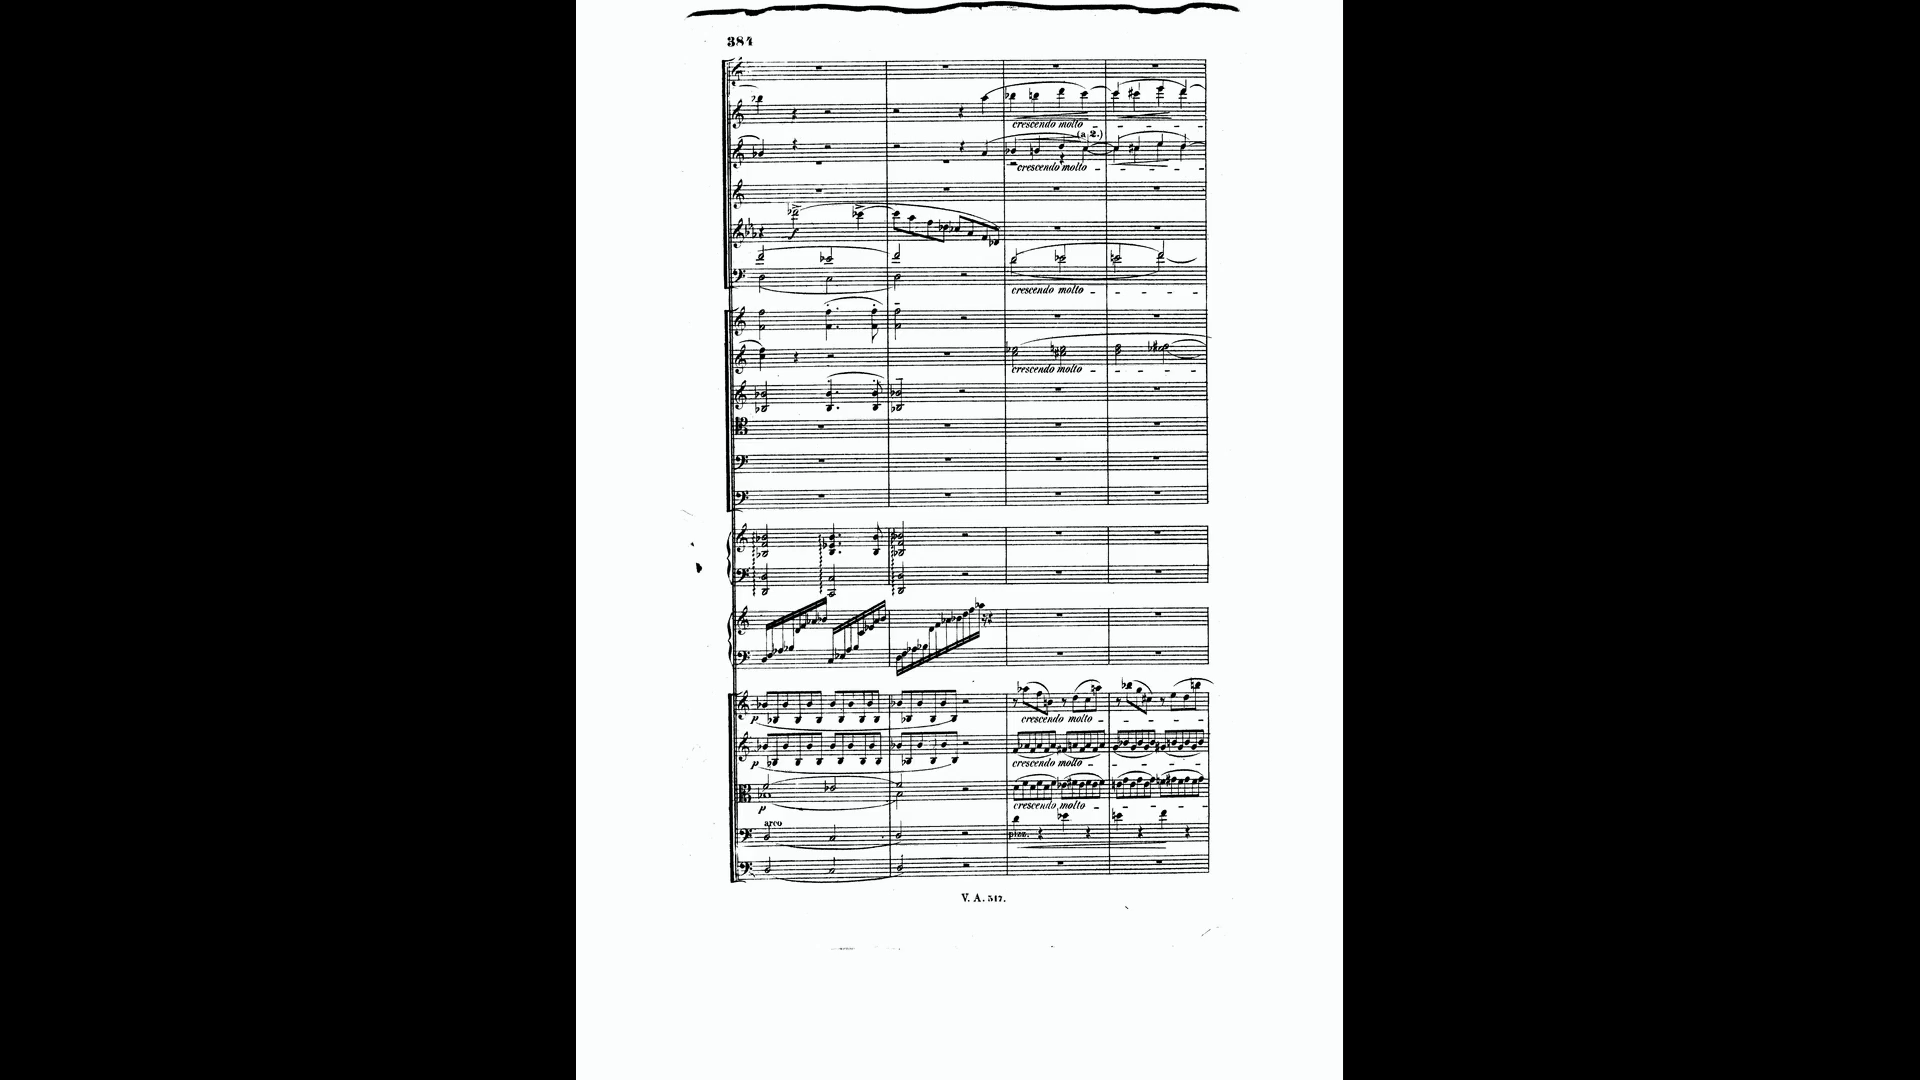 384
crescendo molto
(a 2.)
crescendo molto
f
crescendo molto
crescendo molto
p
crescendo molto
p
crescendo molto
p
crescendo molto
arco
pizz.
V. A. 517.